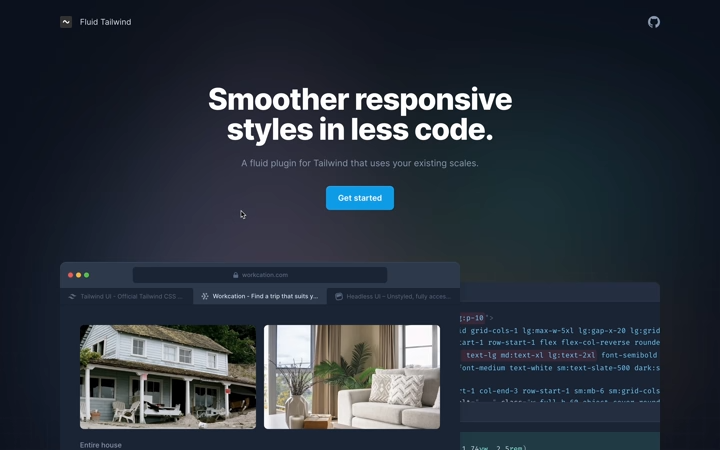 Fluid Tailwind
Smoother responsive
styles in less code.
A fluid plugin for Tailwind that uses your existing scales.
Get started
workcation.com
Tailwind UI - Official Tailwind CSS ...
Workcation - Find a trip that suits y...
Headless UI – Unstyled, fully acces...
g:p-10">
id grid-cols-1 lg:max-w-5xl lg:gap-x-20 lg:grid
tart-1 row-start-1 flex flex-col-reverse rounde
text-lg md:text-xl lg:text-2xl font-semibold
font-medium text-white sm:text-slate-500 dark:s
rt-1 col-end-3 row-start-1 sm:mb-6 sm:grid-cols
Entire house
1.74vw, 2.5rem)